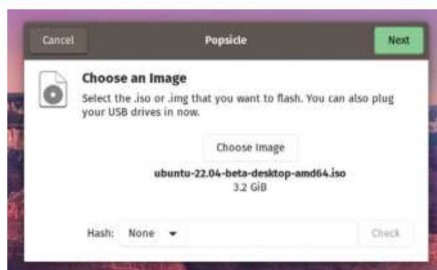 Cancel Popsicle Next
Choose an Image
Select the .iso or .img that you want to flash. You can also plug
your USB drives in now.
Choose Image
ubuntu-22.04-beta-desktop-amd64.iso
3.2 GiB
Hash: None Check